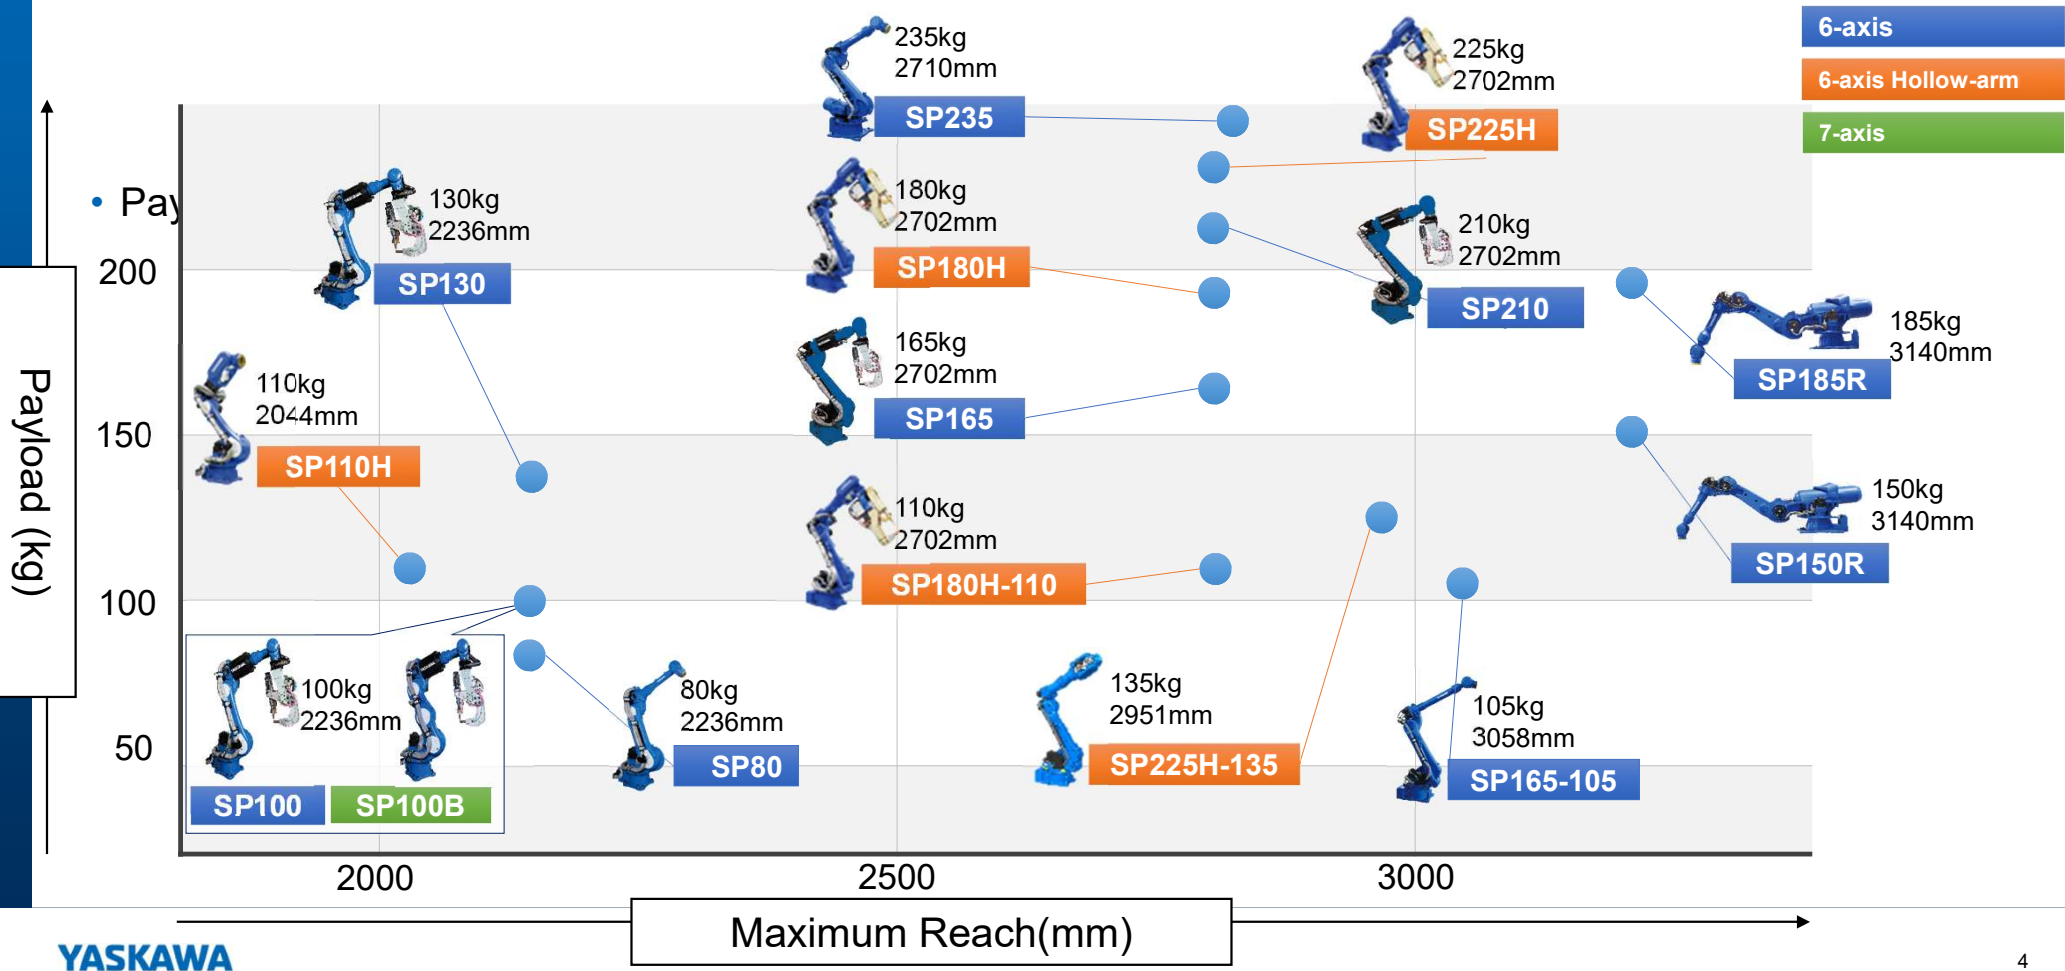 6-axis
6-axis Hollow-arm
7-axis
235kg
2710mm
SP235
225kg
2702mm
SP225H
• Pay
130kg
2236mm
SP130
180kg
2702mm
SP180H
210kg
2702mm
SP210
200
185kg
3140mm
SP185R
165kg
2702mm
SP165
110kg
2044mm
SP110H
150
150kg
3140mm
SP150R
110kg
2702mm
SP180H-110
Payload (kg)
100
100kg
2236mm
SP100
SP100B
80kg
2236mm
SP80
135kg
2951mm
SP225H-135
105kg
3058mm
SP165-105
50
2000
2500
3000
Maximum Reach(mm)
YASKAWA
4